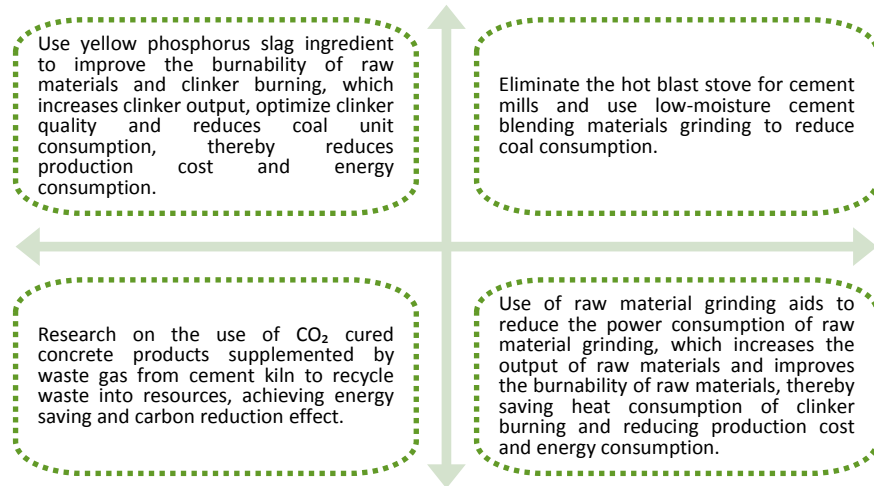 Use yellow phosphorus slag ingredient
to improve the burnability of raw
materials and clinker burning, which
increases clinker output, optimize clinker
quality and reduces coal unit
consumption, thereby reduces
production cost and energy
consumption.
Eliminate the hot blast stove for cement
mills and use low-moisture cement
blending materials grinding to reduce
coal consumption.
Research on the use of CO₂ cured
concrete products supplemented by
waste gas from cement kiln to recycle
waste into resources, achieving energy
saving and carbon reduction effect.
Use of raw material grinding aids to
reduce the power consumption of raw
material grinding, which increases the
output of raw materials and improves
the burnability of raw materials, thereby
saving heat consumption of clinker
burning and reducing production cost
and energy consumption.